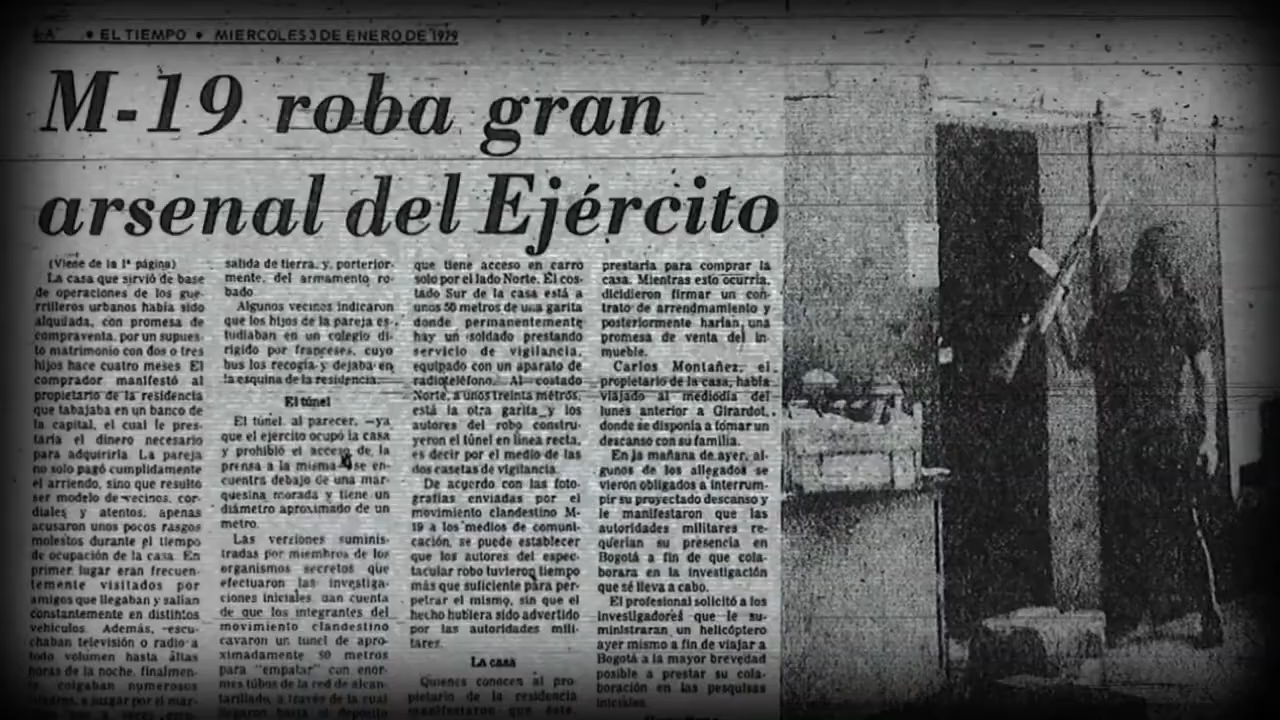 • EL TIEMPO • MIERCOLES 3 DE ENERO DE 1979
M-19 roba gran
arsenal del Ejército
(Viene de la 1ª página)
La casa que sirvió de base
de operaciones de los gue-
rrilleros urbanos había sido
alquilada, con promesa de
compraventa, por un supues-
to matrimonio con dos o tres
hijos hace cuatro meses. El
comprador manifestó al
propietario de la residencia
que tabajaba en un banco de
la capital, el cual le pres-
taría el dinero necesario
para adquirirla. La pareja
no solo pagó cumplidamente
el arriendo, sino que resultó
ser modelo de vecinos, cor-
diales y atentos, apenas
acusaron unos pocos rasgos
molestos durante el tiempo
de ocupación de la casa. En
primer lugar eran frecuen-
temente visitados por
amigos que llegaban y salían
constantemente en distintos
vehículos. Además, escu-
chaban televisión o radio a
todo volumen hasta altas
horas de la noche, finalmen-
colgaban numerosos
juzgar por el mar-
salida de tierra, y, porterior-
mente, del armamento ro-
bado.
Algunos vecinos indicaron
que los hijos de la pareja es-
tudiaban en un colegio di-
rigido por franceses, cuyo
bus los recogía y dejaba en
la esquina de la residencia.
El túnel
El túnel, al parecer, —ya
que el ejército ocupó la casa
y prohibió el acceso de la
prensa a la misma— se en-
cuentra debajo de una mar-
quesina morada y tiene un
diámetro aproximado de un
metro.
Las versiones suminis-
tradas por miembros de los
organismos secretos que
efectuaron las investiga-
ciones iniciales dan cuenta
de que los integrantes del
movimiento clandestino
cavaron un túnel de apro-
ximadamente 50 metros
para "empatar" con enor-
mes tubos de la red de alcan-
tarillado, a través de la cual
llegaron hasta el depósito
que tiene acceso en carro
solo por el lado Norte. El cos-
tado Sur de la casa está a
unos 50 metros de una garita
donde permanentemente
hay un soldado prestando
servicio de vigilancia,
equipado con un aparato de
radioteléfono. Al costado
Norte, a unos treinta metros,
está la otra garita y los
autores del robo constru-
yeron el túnel en línea recta,
es decir por el medio de las
dos casetas de vigilancia.
De acuerdo con las foto-
grafías enviadas por el
movimiento clandestino M-
19 a los medios de comuni-
cación, se puede establecer
que los autores del espec-
tacular robo tuvieron tiempo
más que suficiente para per-
petrar el mismo, sin que el
hecho hubiera sido advertido
por las autoridades mili-
tares.
La casa
Quienes conocen al pro-
pietario de la residencia
manifestaron que éste,
prestaría para comprar la
casa. Mientras esto ocurría,
dicidieron firmar un con-
trato de arrendamiento y
posteriormente harían, una
promesa de venta del in-
mueble.
Carlos Montañez, el
propietario de la casa, había
viajado al mediodía del
lunes anterior a Girardot,
donde se disponía a tomar un
descanso con su familia.
En la mañana de ayer, al-
gunos de los allegados se
vieron obligados a interrum-
pir su proyectado descanso y
le manifestaron que las
autoridades militares re-
querían su presencia en
Bogotá a fin de que cola-
borara en la investigación
que sé lleva a cabo.
El profesional solicitó a los
investigadores que le su-
ministraran un helicóptero
ayer mismo a fin de viajar a
Bogotá a la mayor brevedad
posible a prestar su cola-
boración en las pesquisas
iniciales.